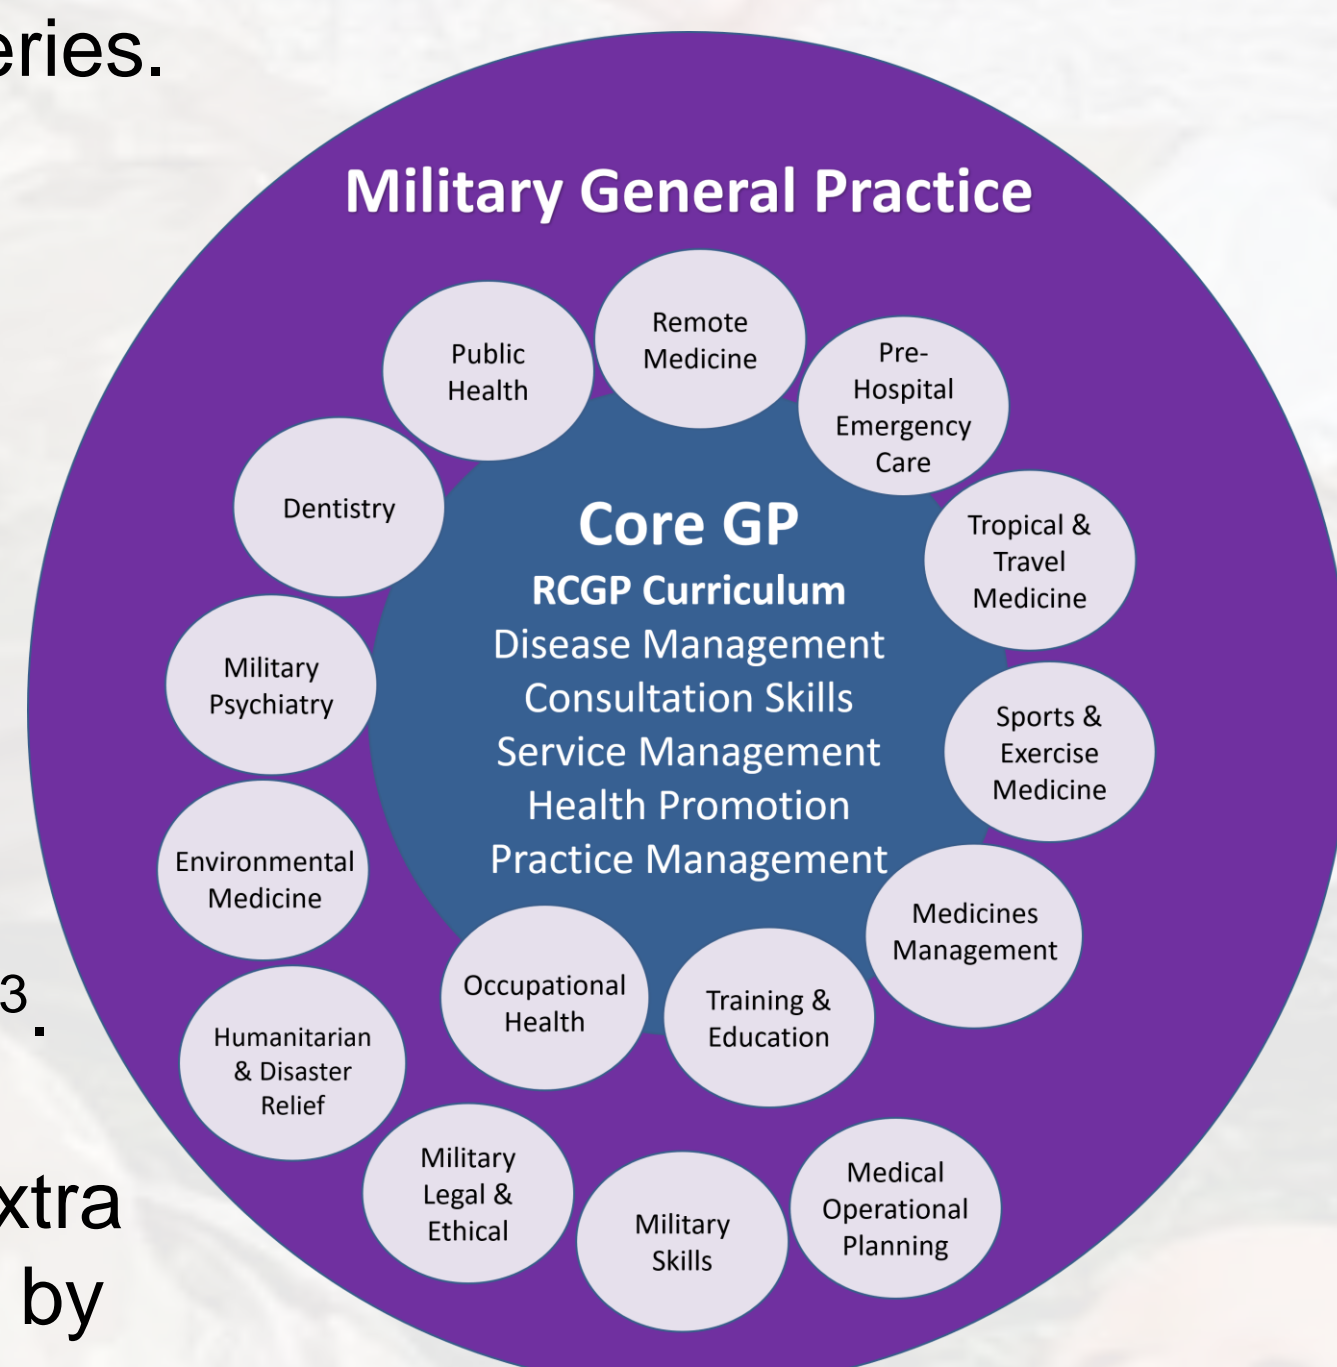 eries.
Military General Practice
Remote
Medicine
Public
Health
Pre-
Hospital
Emergency
Care
Dentistry
Tropical &
Travel
Medicine
Core GP
RCGP Curriculum
Disease Management
Consultation Skills
Service Management
Health Promotion
Practice Management
Military
Psychiatry
Sports &
Exercise
Medicine
Environmental
Medicine
Medicines
Management
Occupational
Health
Training &
Education
3.
Humanitarian
& Disaster
Relief
Military
Legal &
Ethical
Military
Skills
Medical
Operational
Planning
xtra
by